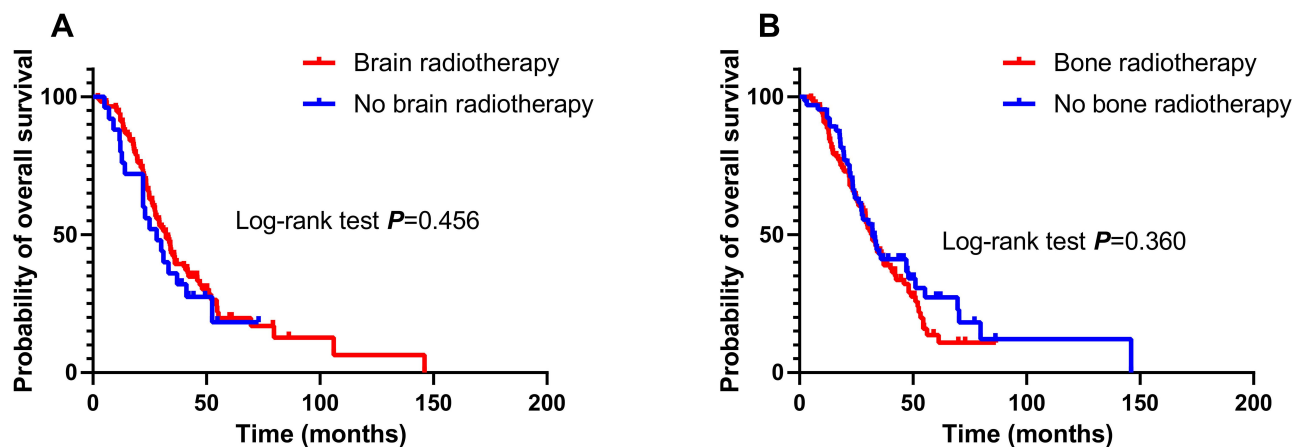 A
Probability of overall survival
Brain radiotherapy
No brain radiotherapy
100
50
0
Log-rank test P=0.456
0 50 100 150 200
Time (months)
B
Probability of overall survival
Bone radiotherapy
No bone radiotherapy
100
50
0
Log-rank test P=0.360
0 50 100 150 200
Time (months)